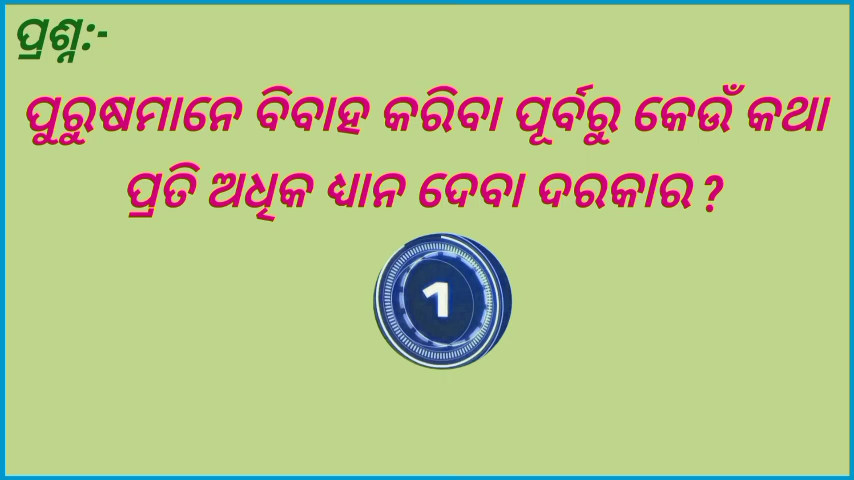 ପ୍ରଶ୍ନ:-
ପୁରୁଷମାନେ ବିବାହ କରିବା ପୂର୍ବରୁ କେଉଁ କଥା
ପ୍ରତି ଅଧିକ ଧ୍ୟାନ ଦେବା ଦରକାର ?
1